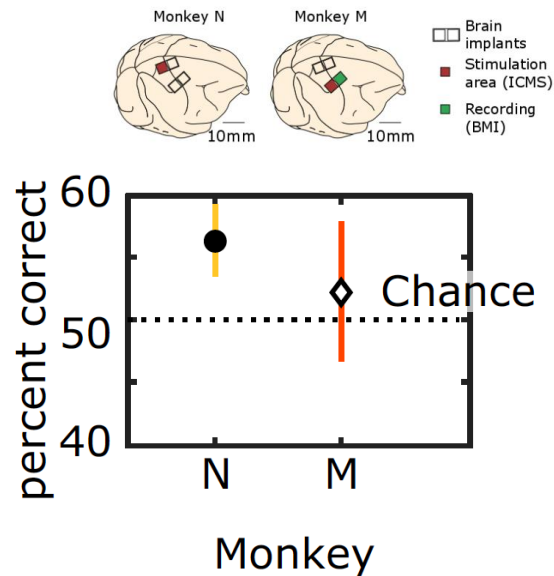 Monkey N
Monkey M
Brain
implants
Stimulation
area (ICMS)
Recording
(BMI)
10mm
10mm
percent correct
60
50
40
Chance
N
M
Monkey